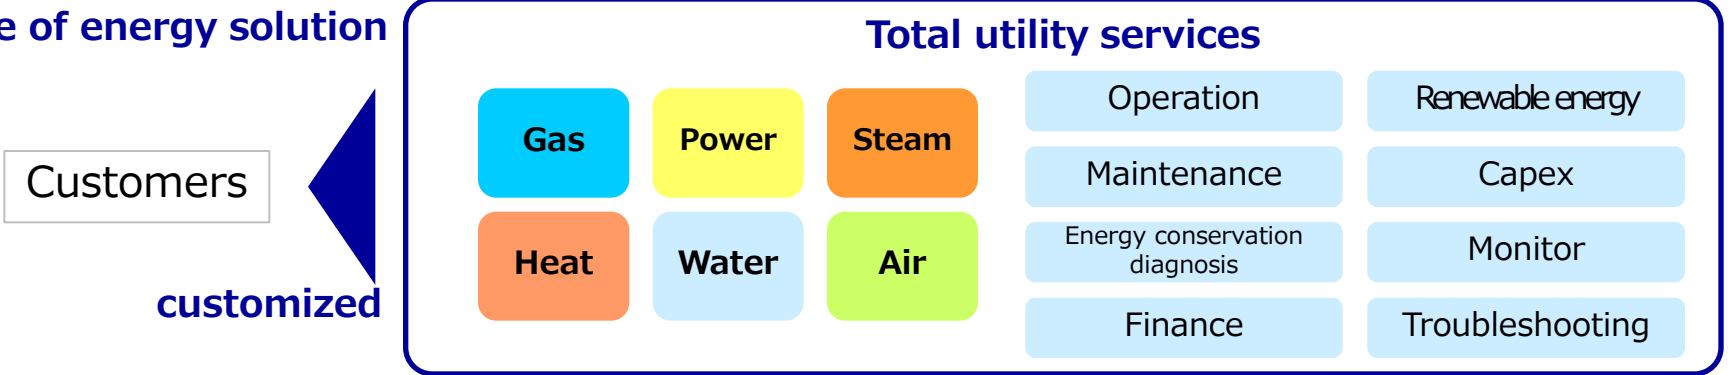 e of energy solution
Customers
customized
Total utility services
Gas
Power
Steam
Heat
Water
Air
Operation
Renewable energy
Maintenance
Capex
Energy conservation
diagnosis
Monitor
Finance
Troubleshooting